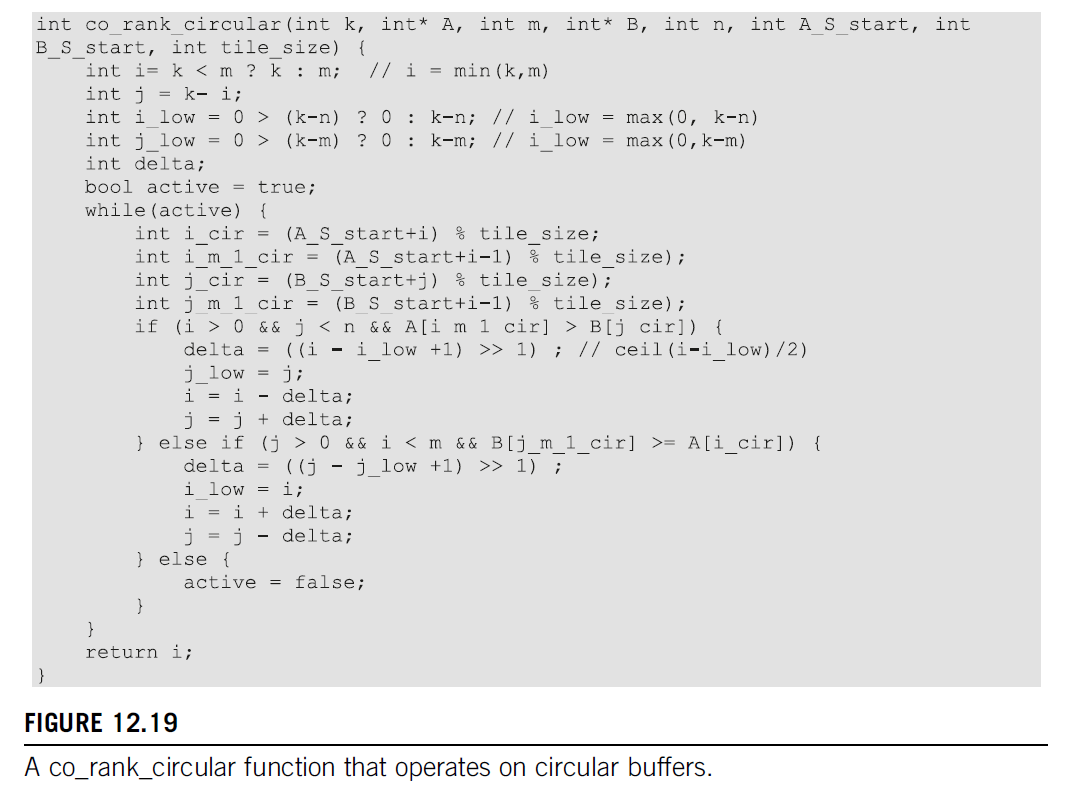 int co_rank_circular(int k, int* A, int m, int* B, int n, int A_S_start, int
B_S_start, int tile_size) {
    int i= k < m ? k : m;  // i = min(k,m)
    int j = k- i;
    int i_low = 0 > (k-n) ? 0 : k-n; // i_low = max(0, k-n)
    int j_low = 0 > (k-m) ? 0 : k-m; // i_low = max(0,k-m)
    int delta;
    bool active = true;
    while(active) {
        int i_cir = (A_S_start+i) % tile_size;
        int i_m_1_cir = (A_S_start+i-1) % tile_size);
        int j_cir = (B_S_start+j) % tile_size);
        int j_m_1_cir = (B_S_start+i-1) % tile_size);
        if (i > 0 && j < n && A[i_m_1_cir] > B[j_cir]) {
            delta = ((i - i_low +1) >> 1) ; // ceil(i-i_low)/2)
            j_low = j;
            i = i - delta;
            j = j + delta;
        } else if (j > 0 && i < m && B[j_m_1_cir] >= A[i_cir]) {
            delta = ((j - j_low +1) >> 1) ;
            i_low = i;
            i = i + delta;
            j = j - delta;
        } else {
            active = false;
        }
    }
    return i;
}
FIGURE 12.19
A co_rank_circular function that operates on circular buffers.